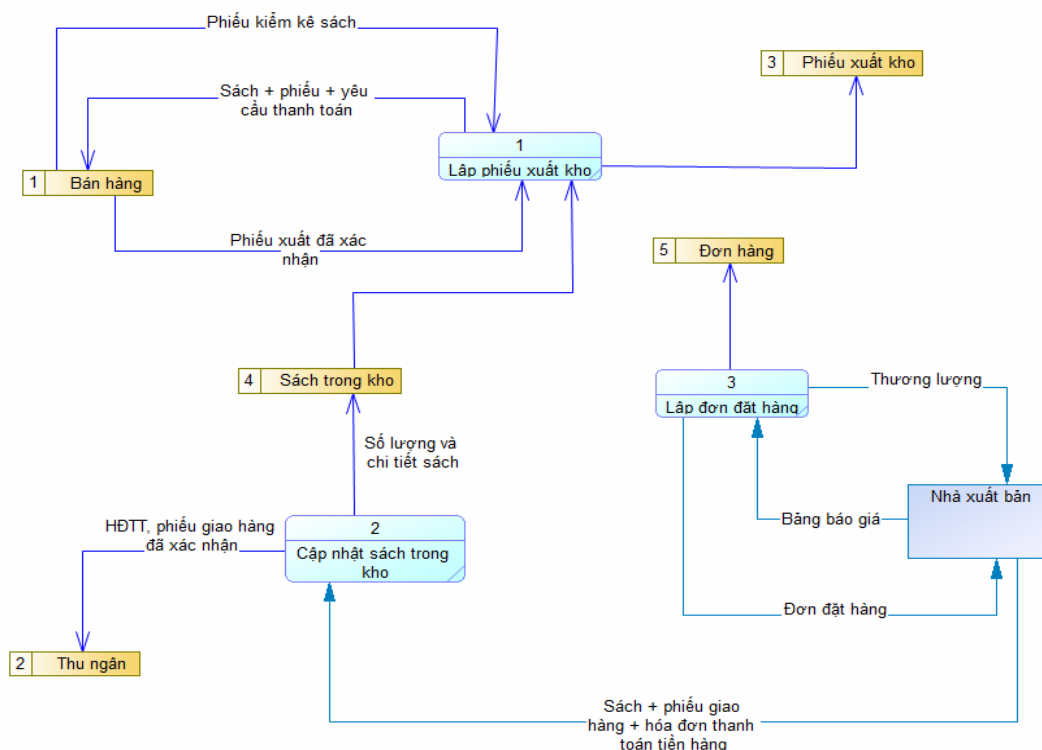 Phiếu kiểm kê sách
3 Phiếu xuất kho
Sách + phiếu + yêu
cầu thanh toán
1
Lâp phiếu xuất kho
1 Bán hàng
Phiếu xuất đã xác
nhận
5 Đơn hàng
4 Sách trong kho
3
Lâp đơn đăt hàng
Thương lượng
Số lượng và
chi tiết sách
Nhà xuất bản
Bảng báo giá
HĐTT, phiếu giao hàng
đã xác nhận
2
Cập nhật sách trong
kho
Đơn đặt hàng
2 Thu ngân
Sách + phiếu giao
hàng + hóa đơn thanh
toán tiền hàng